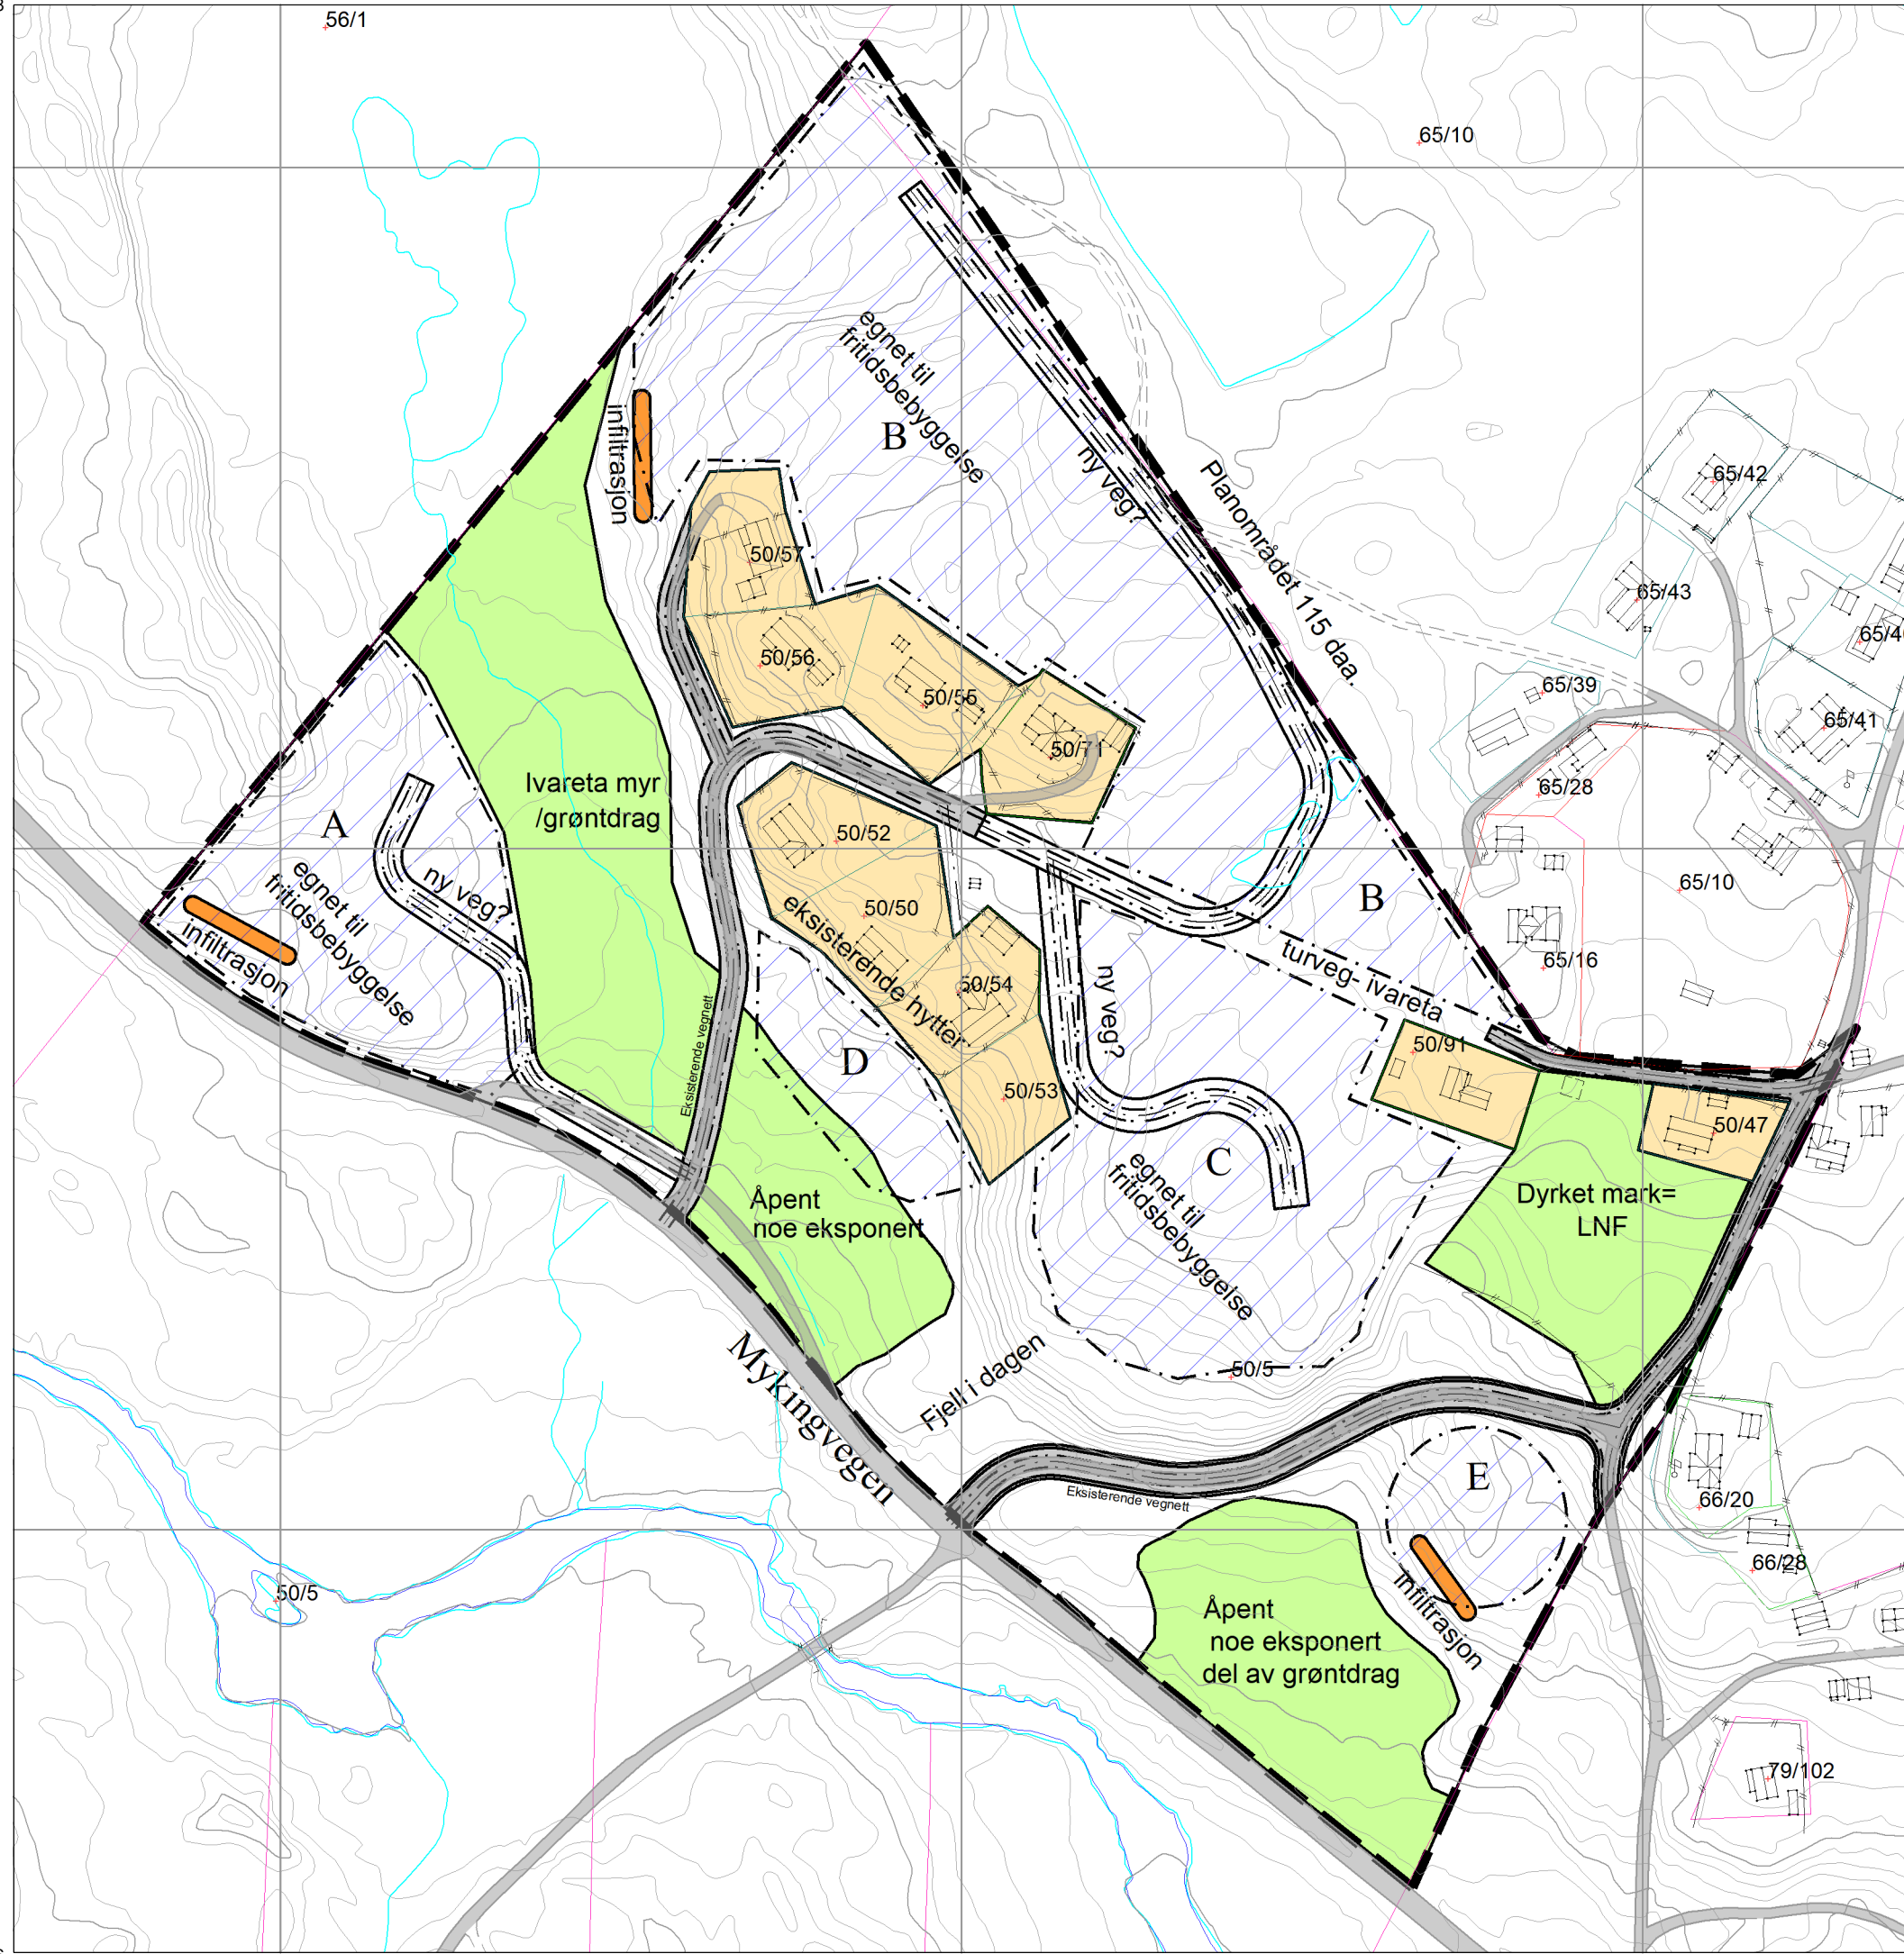 56/1
65/10
egnet til
fritidsbebyggelse
B
infiltrasjon
ny veg?
Planområdet 115 daa.
65/42
65/43
50/57
50/56
50/55
50/71
65/39
65/41
65/28
Ivareta myr
/grøntdrag
A
ny veg?
egnet til
fritidsbebyggelse
infiltrasjon
50/52
50/50
eksisterende hytter
50/54
50/53
B
65/10
65/16
turveg- ivareta
ny veg?
Eksisterende vegnett
D
50/91
50/47
C
egnet til
fritidsbebyggelse
Dyrket mark=
LNF
Åpent
noe eksponert
50/5
Fjell i dagen
Mykingvegen
Eksisterende vegnett
E
infiltrasjon
66/20
66/28
50/5
Åpent
noe eksponert
del av grøntdrag
79/102